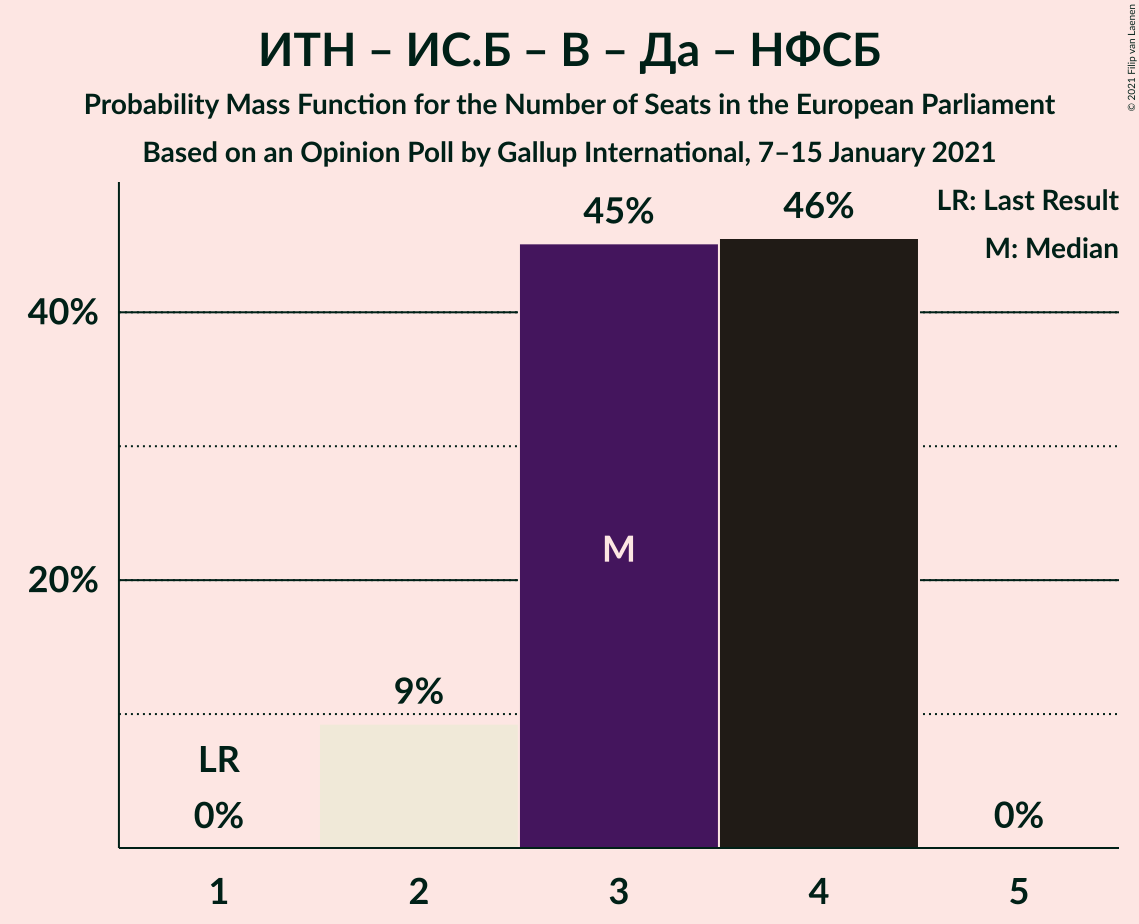 ИТН – ИС.Б – В – Да – НФСБ
Probability Mass Function for the Number of Seats in the European Parliament
Based on an Opinion Poll by Gallup International, 7–15 January 2021
© 2021 Filip van Laenen
LR: Last Result
M: Median
45%
46%
40%
M
20%
9%
LR
0%
0%
1
2
3
4
5